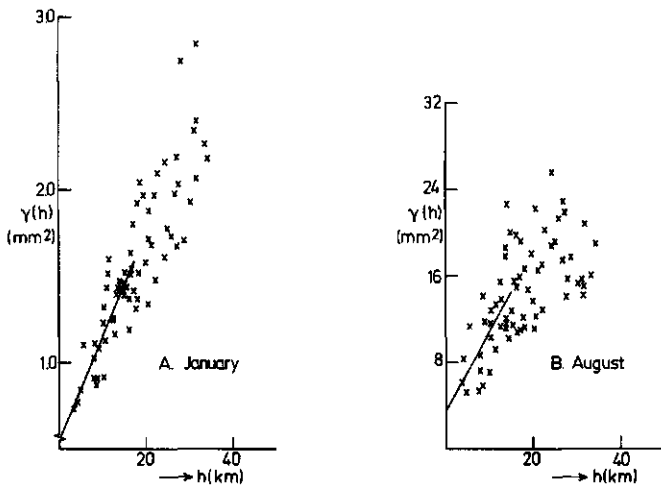 3.0
2.0
γ(h)
(mm²)
1.0
A. January
20
40
→ h(km)
32
24
γ(h)
(mm²)
16
8
B. August
20
40
→ h(km)